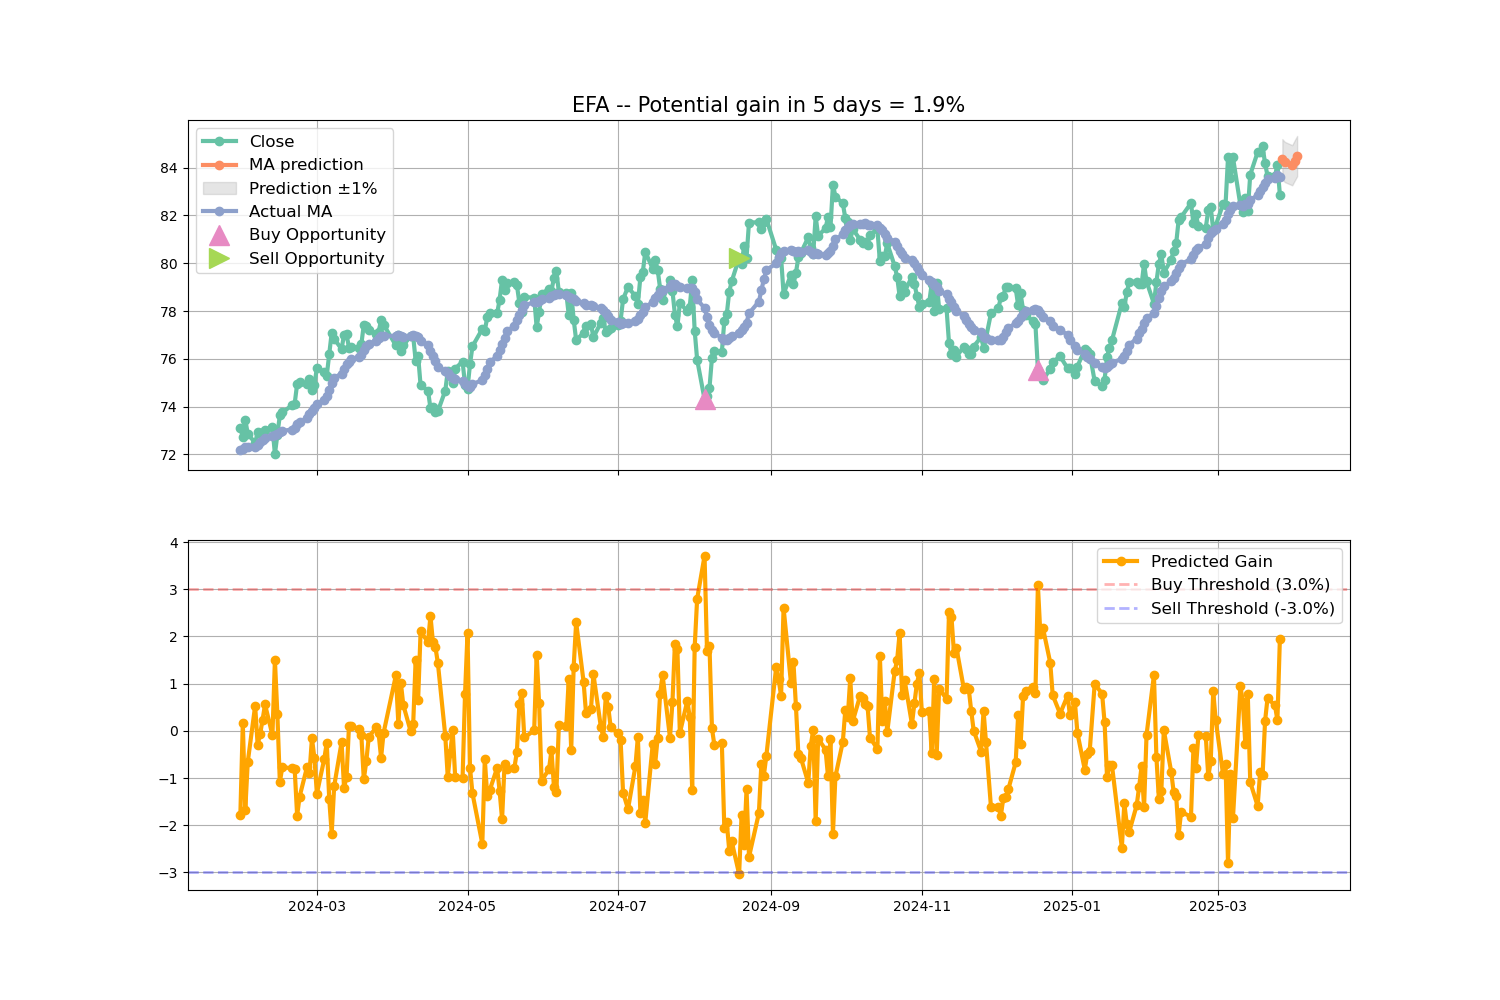 EFA -- Potential gain in 5 days = 1.9%
Close
MA prediction
Prediction ±1%
Actual MA
Buy Opportunity
Sell Opportunity
84
82
80
78
76
74
72
Predicted Gain
Buy Threshold (3.0%)
Sell Threshold (-3.0%)
4
3
2
1
0
−1
−2
−3
2024-03 2024-05 2024-07 2024-09 2024-11 2025-01 2025-03